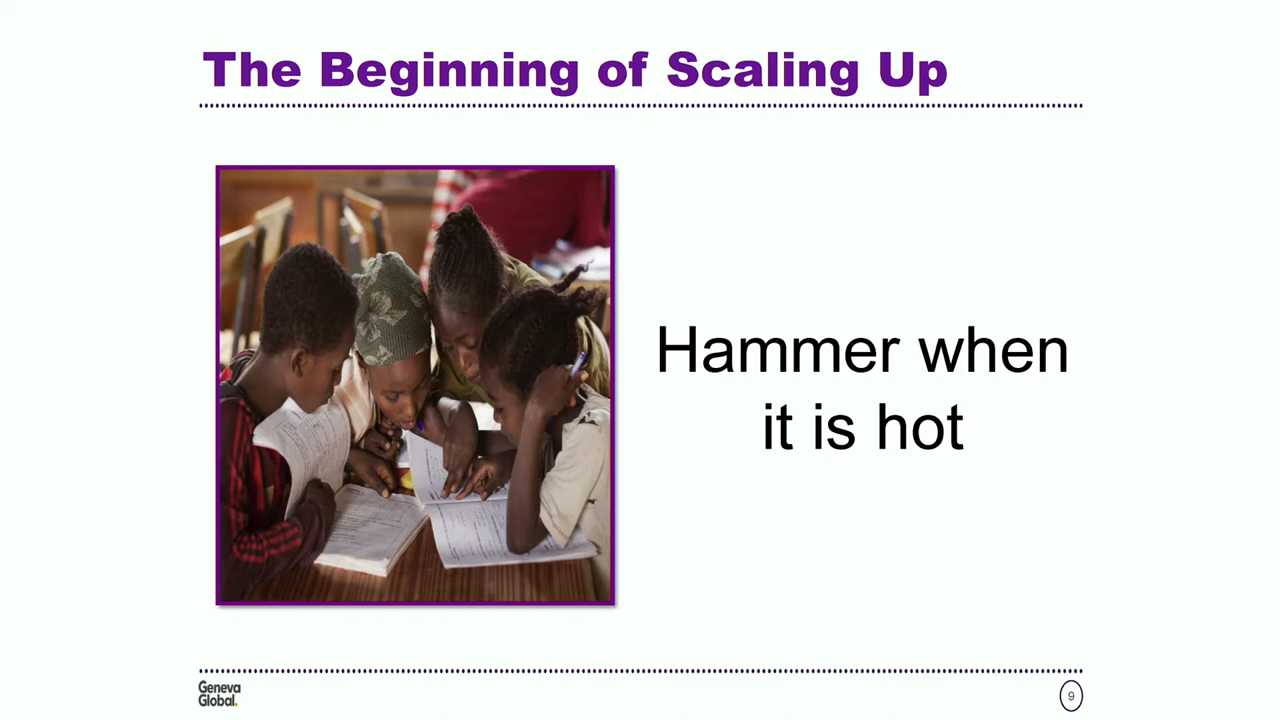 The Beginning of Scaling Up
Hammer when
it is hot
Geneva
Global.
9